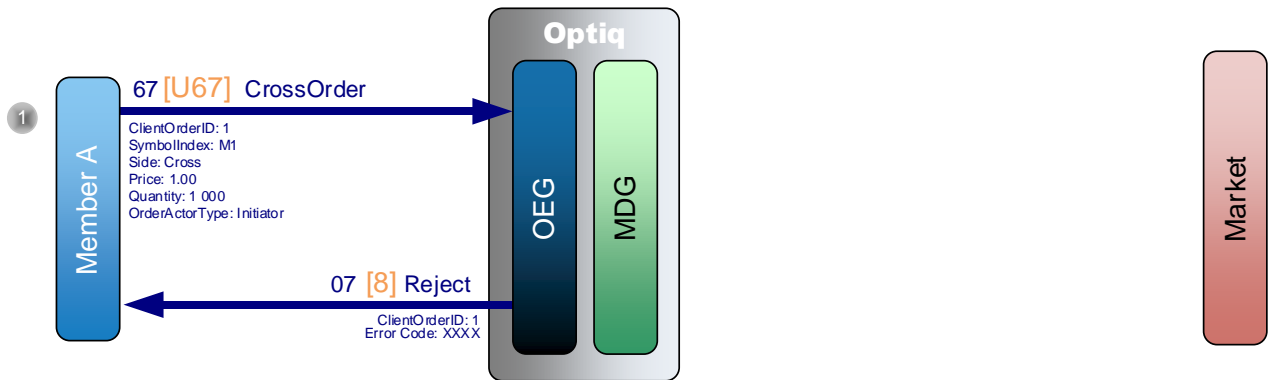 Optiq
67 [U67] CrossOrder
1
ClientOrderID: 1
SymbolIndex: M1
Side: Cross
Price: 1.00
Quantity: 1 000
OrderActorType: Initiator
Member A
OEG
MDG
Market
07 [8] Reject
ClientOrderID: 1
Error Code: XXXX